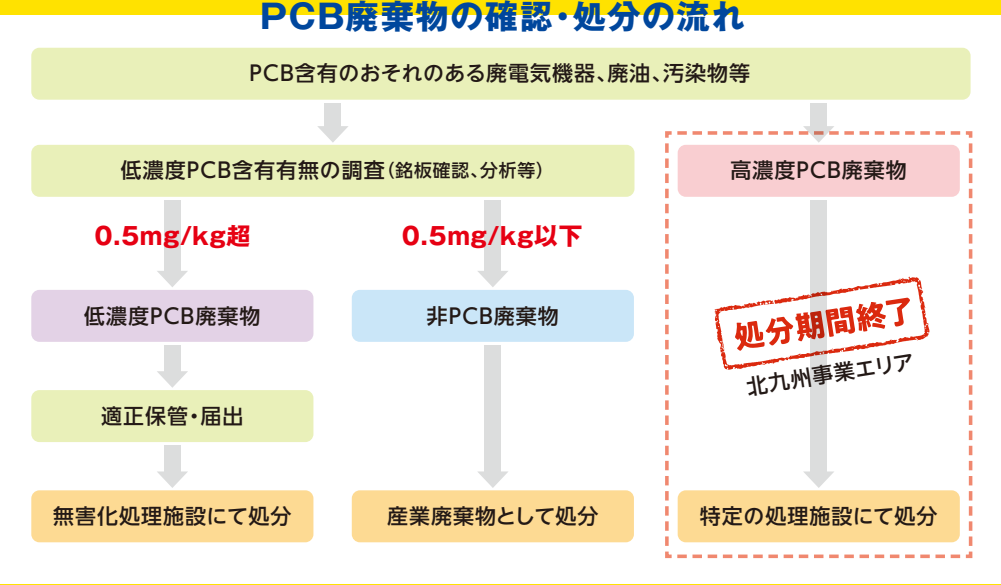 PCB廃棄物の確認・処分の流れ
PCB含有のおそれのある廃電気機器、廃油、汚染物等
低濃度PCB含有有無の調査(銘板確認、分析等)
高濃度PCB廃棄物
0.5mg/kg超
0.5mg/kg以下
低濃度PCB廃棄物
非PCB廃棄物
処分期間終了
北九州事業エリア
適正保管・届出
無害化処理施設にて処分
産業廃棄物として処分
特定の処理施設にて処分